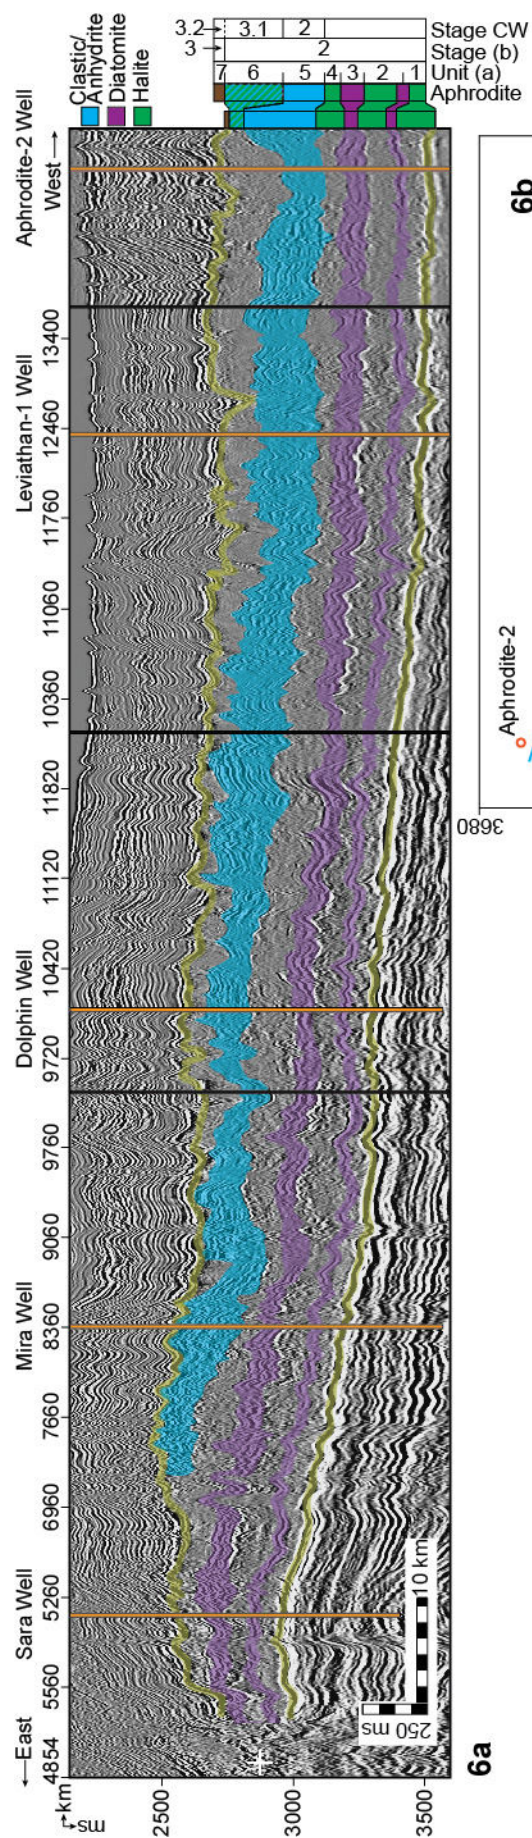 Aphrodite-2 Well
Leviathan-1 Well
Dolphin Well
Mira Well
Sara Well
West
East
Clastic/
Anhydrite
Diatomite
Halite
3.2 3.1 2 Stage CW
3 2 Stage (b)
7 6 5 4 3 2 1 Unit (a)
Aphrodite
4854 5560 5260 6960 7660 8360 9060 9760 9720 10420 11120 11820 10360 11060 11760 12460 13400
km
ms
2500
3000
3500
250 ms
10 km
6a
3680
Aphrodite-2
6b